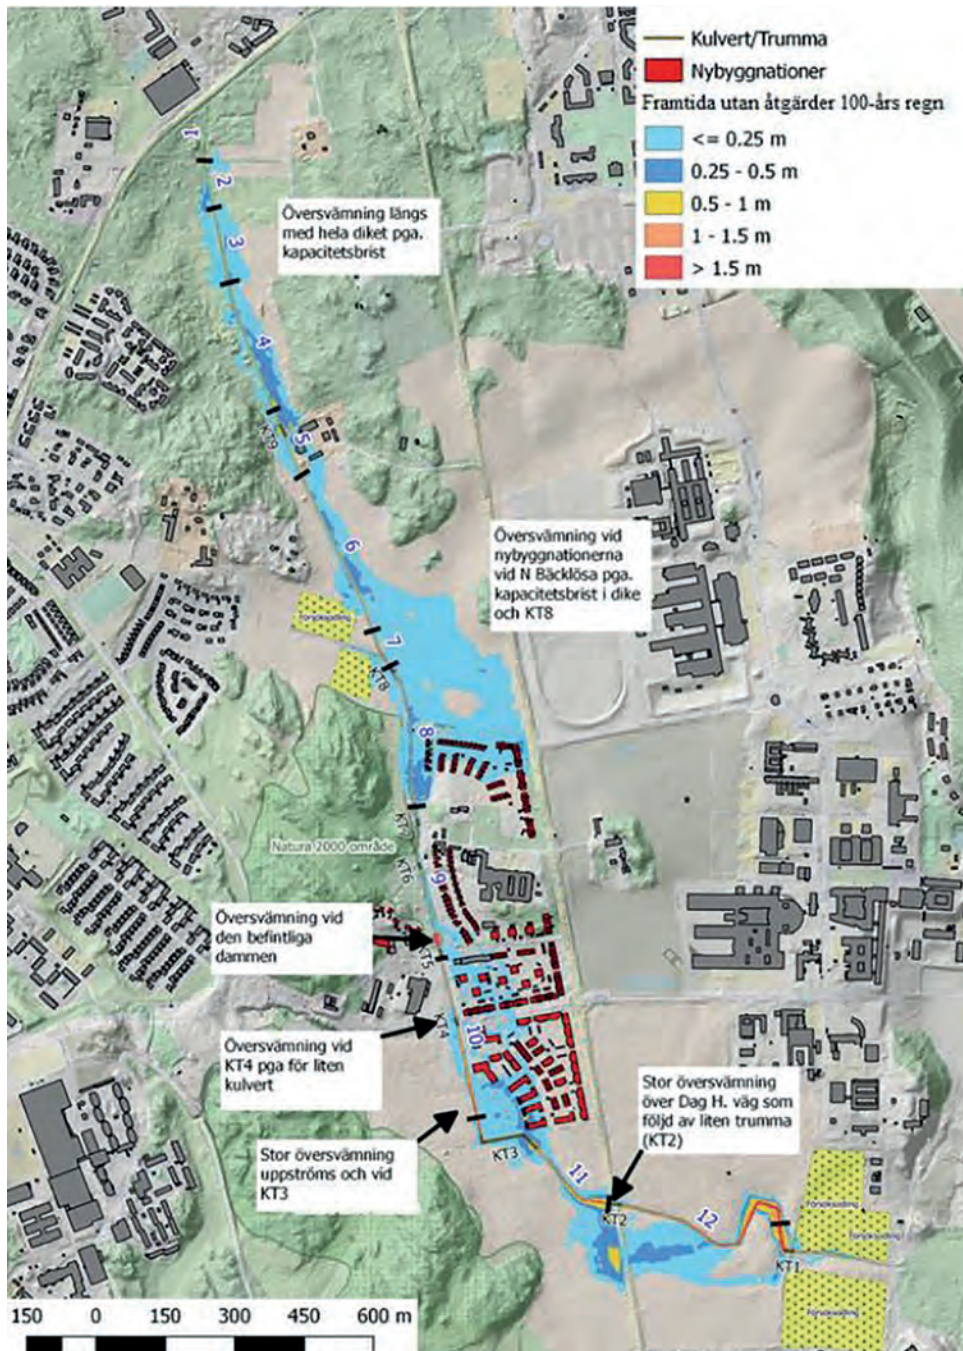 Kulvert/Trumma
Nybyggnationer
Framtida utan åtgärder 100-års regn
<= 0.25 m
0.25 - 0.5 m
0.5 - 1 m
1 - 1.5 m
> 1.5 m
1
2
3
Översvämning längs
med hela diket pga.
kapacitetsbrist
4
KT9
5
6
Översvämning vid
nybyggnationerna
vid N Bäcklösa pga.
kapacitetsbrist i dike
och KT8
Försöksodling
7
KT8
8
KT7
Natura 2000 område
KT6
9
Översvämning vid
den befintliga
dammen
KT5
KT4
10
Översvämning vid
KT4 pga för liten
kulvert
Stor översvämning
över Dag H. väg som
följd av liten trumma
(KT2)
Stor översvämning
uppströms och vid
KT3
KT3
11
KT2
12
KT1
Försöksodling
Försöksodling
Försöksodling
150 0 150 300 450 600 m